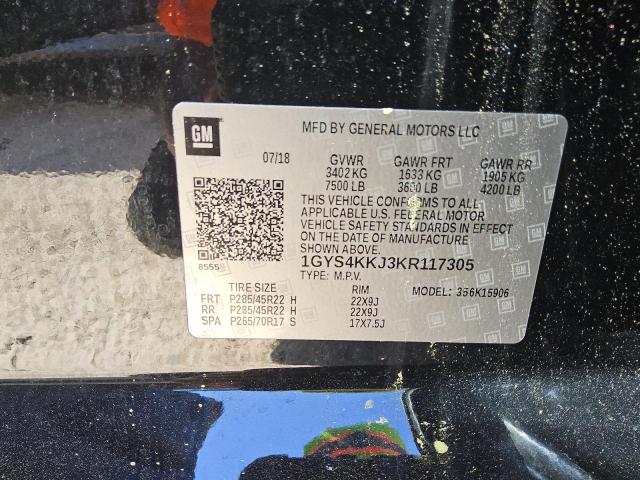 GM
MFD BY GENERAL MOTORS LLC
07/18 GVWR GAWR FRT GAWR RR
3402 KG 1633 KG 1905 KG
7500 LB 3600 LB 4200 LB
THIS VEHICLE CONFORMS TO ALL
APPLICABLE U.S. FEDERAL MOTOR
VEHICLE SAFETY STANDARDS IN EFFECT
ON THE DATE OF MANUFACTURE
SHOWN ABOVE.
8555
1GYS4KKJ3KR117305
TYPE: M.P.V.
TIRE SIZE RIM MODEL: 356K15906
FRT P285/45R22 H 22X9J
RR P285/45R22 H 22X9J
SPA P265/70R17 S 17X7.5J